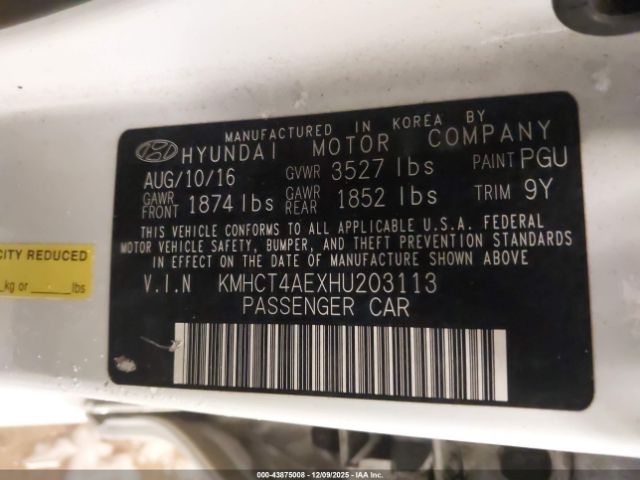 MANUFACTURED IN KOREA BY
HYUNDAI MOTOR COMPANY
AUG/10/16 GVWR 3527 lbs PAINT PGU
GAWR FRONT 1874 lbs GAWR REAR 1852 lbs TRIM 9Y
THIS VEHICLE CONFORMS TO ALL APPLICABLE U.S.A. FEDERAL
MOTOR VEHICLE SAFETY, BUMPER, AND THEFT PREVENTION STANDARDS
IN EFFECT ON THE DATE OF MANUFACTURE SHOWN ABOVE.
V.I.N KMHCT4AEXHU203113
PASSENGER CAR
CITY REDUCED
kg or ______lbs
000-43875008 - 12/09/2025 - IAAI.COM